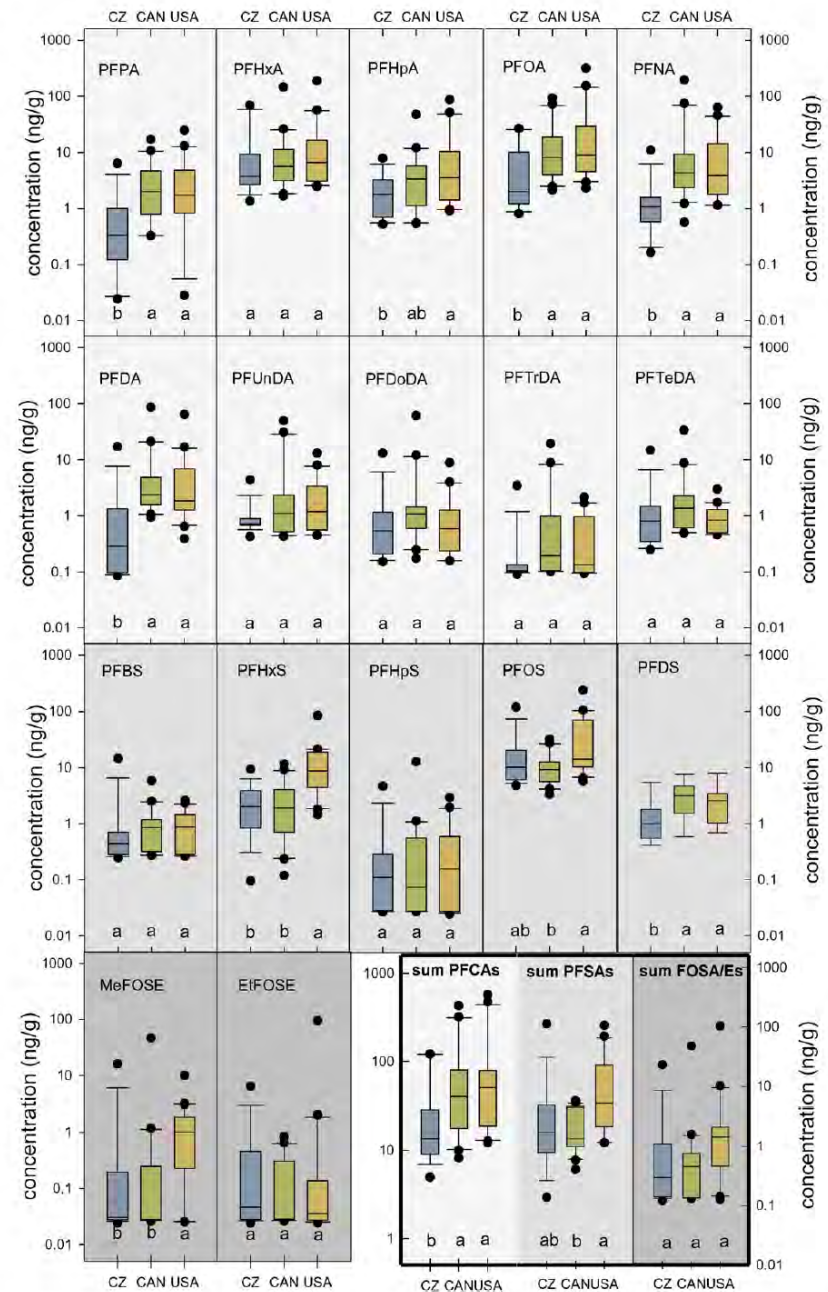 CZ CAN USA CZ CAN USA CZ CAN USA CZ CAN USA CZ CAN USA
1000 PFPA PFHxA PFHpA PFOA PFNA 1000
100 100
10 10
1 1
0.1 0.1
0.01 b a a a a a b ab a b a a b a a 0.01
concentration (ng/g) concentration (ng/g)
1000 PFDA PFUnDA PFDoDA PFTrDA PFTeDA 1000
100 100
10 10
1 1
0.1 0.1
0.01 b a a a a a a a a a a a a a a 0.01
concentration (ng/g) concentration (ng/g)
1000 PFBS PFHxS PFHpS PFOS PFDS 1000
100 100
10 10
1 1
0.1 0.1
0.01 a a a b b a a a a ab b a b a a 0.01
concentration (ng/g) concentration (ng/g)
1000 MeFOSE EtFOSE 1000 sum PFCAs sum PFSAs sum FOSA/Es 1000
100 100 100
10 10 10
1 1 1
0.1 0.1
0.01 b b a a a a b a a ab b a a a a 0.01
concentration (ng/g) concentration (ng/g)
CZ CAN USA CZ CAN USA CZ CANUSA CZ CANUSA CZ CANUSA